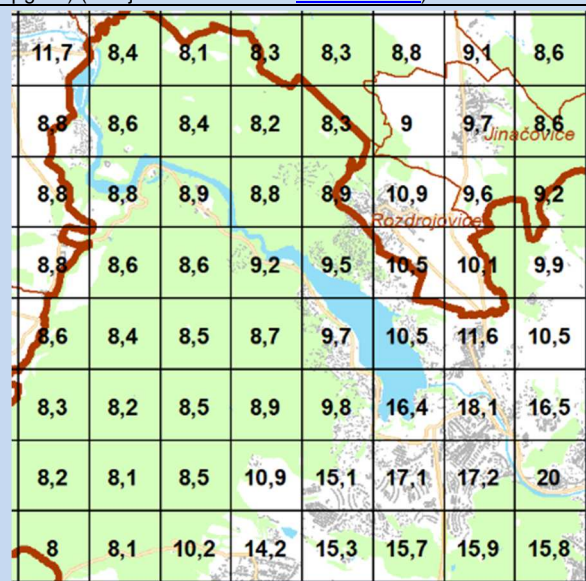 11,7 8,4 8,1 8,3 8,3 8,8 9,1 8,6
8,8 8,6 8,4 8,2 8,3 9 9,7 8,6
Jinačovice
8,8 8,8 8,9 8,8 8,9 10,9 9,6 9,2
Rozdrojovice
8,8 8,6 8,6 9,2 9,5 10,5 10,1 9,9
8,6 8,4 8,5 8,7 9,7 10,5 11,6 10,5
8,3 8,2 8,5 8,9 9,8 16,4 18,1 16,5
8,2 8,1 8,5 10,9 15,1 17,1 17,2 20
8 8,1 10,2 14,2 15,3 15,7 15,9 15,8